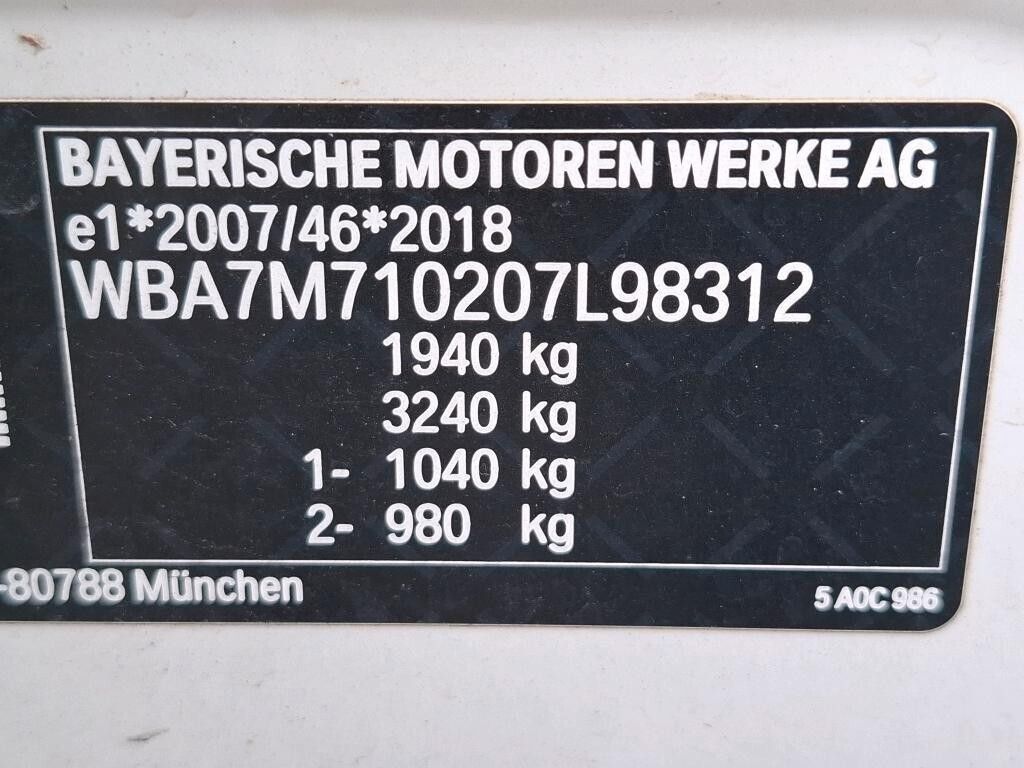 BAYERISCHE MOTOREN WERKE AG
e1*2007/46*2018
WBA7M710207L98312
1940 kg
3240 kg
1- 1040 kg
2- 980 kg
-80788 München
5 A0C 986